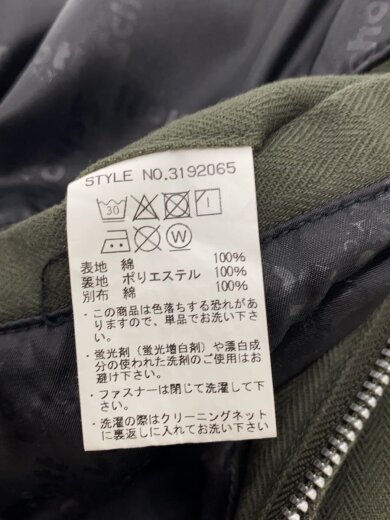 scho
STYLE NO.3192065
30
W
表地 綿 100%
裏地 ポリエステル 100%
別布 綿 100%
・この商品は色落ちする恐れがあ
りますので、単品でお洗い下さ
い。
・蛍光剤（蛍光増白剤）や漂白成
分の使われた洗剤のご使用はお
避け下さい。
・ファスナーは閉じて洗濯して下
さい。
・洗濯の際はクリーニングネット
に裏返しに入れてお洗い下さい